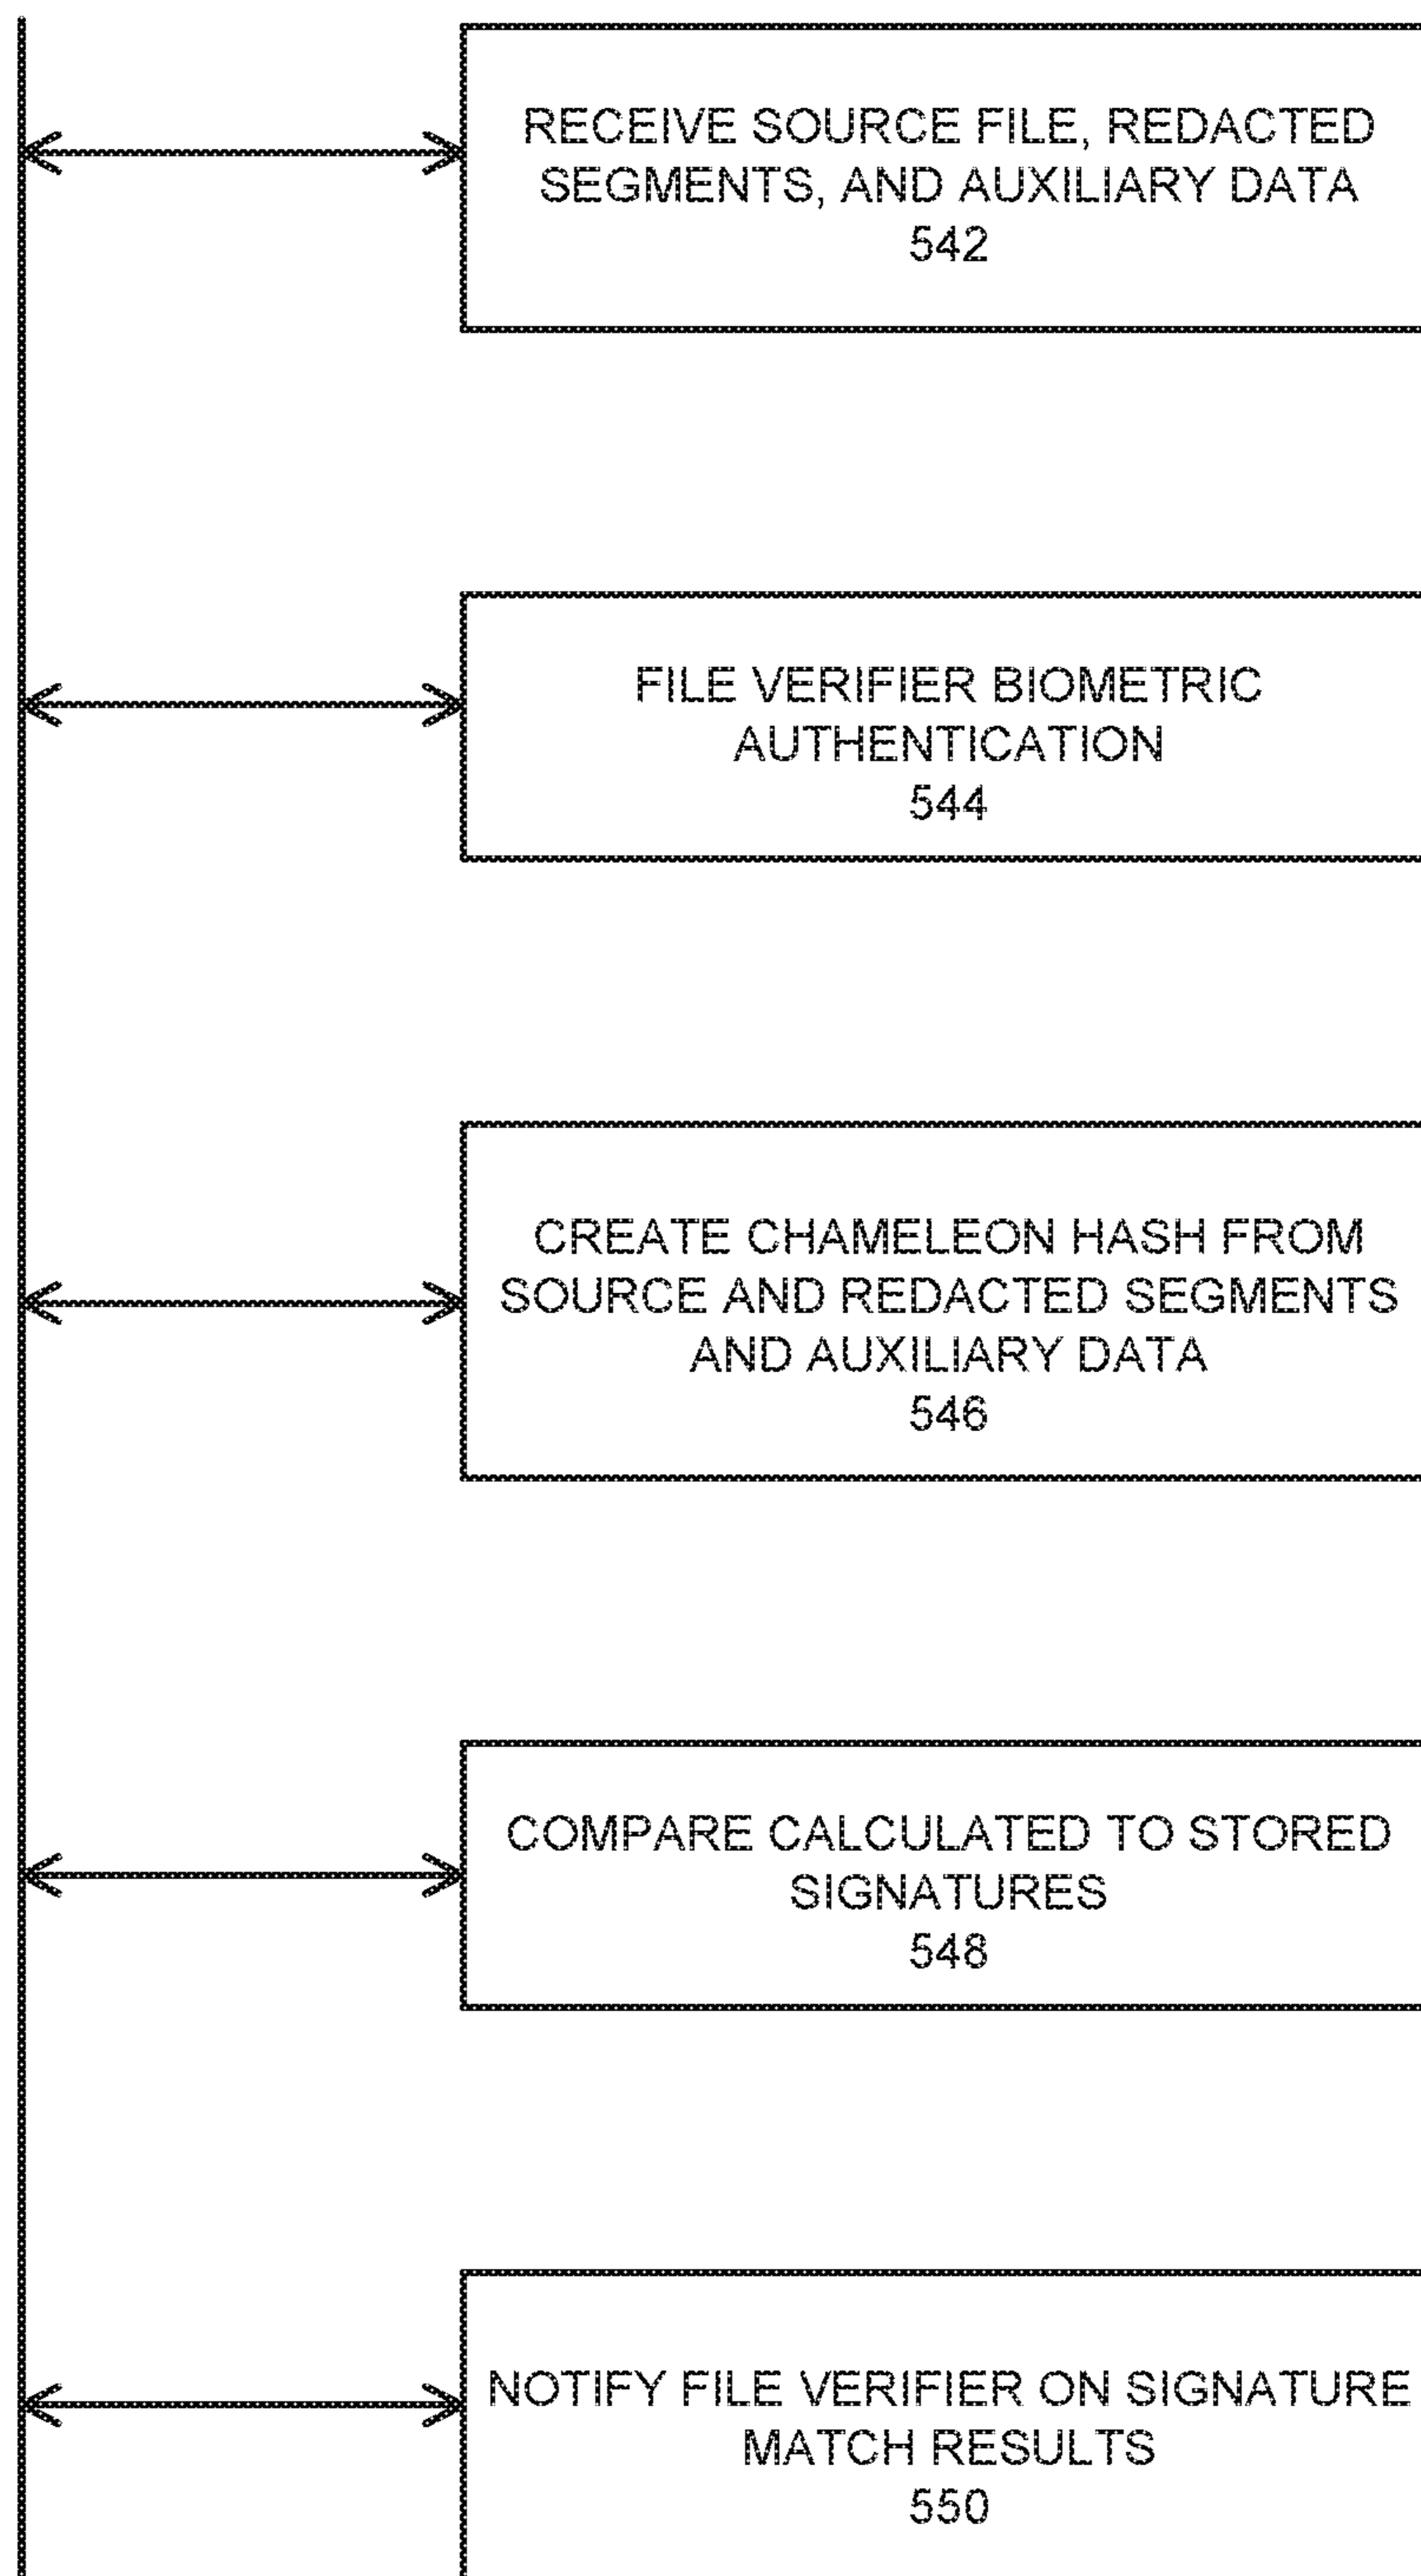 RECEIVE SOURCE FILE, REDACTED
SEGMENTS, AND AUXILIARY DATA
542
FILE VERIFIER BIOMETRIC
AUTHENTICATION
544
CREATE CHAMELEON HASH FROM
SOURCE AND REDACTED SEGMENTS
AND AUXILIARY DATA
546
COMPARE CALCULATED TO STORED
SIGNATURES
548
NOTIFY FILE VERIFIER ON SIGNATURE
MATCH RESULTS
550